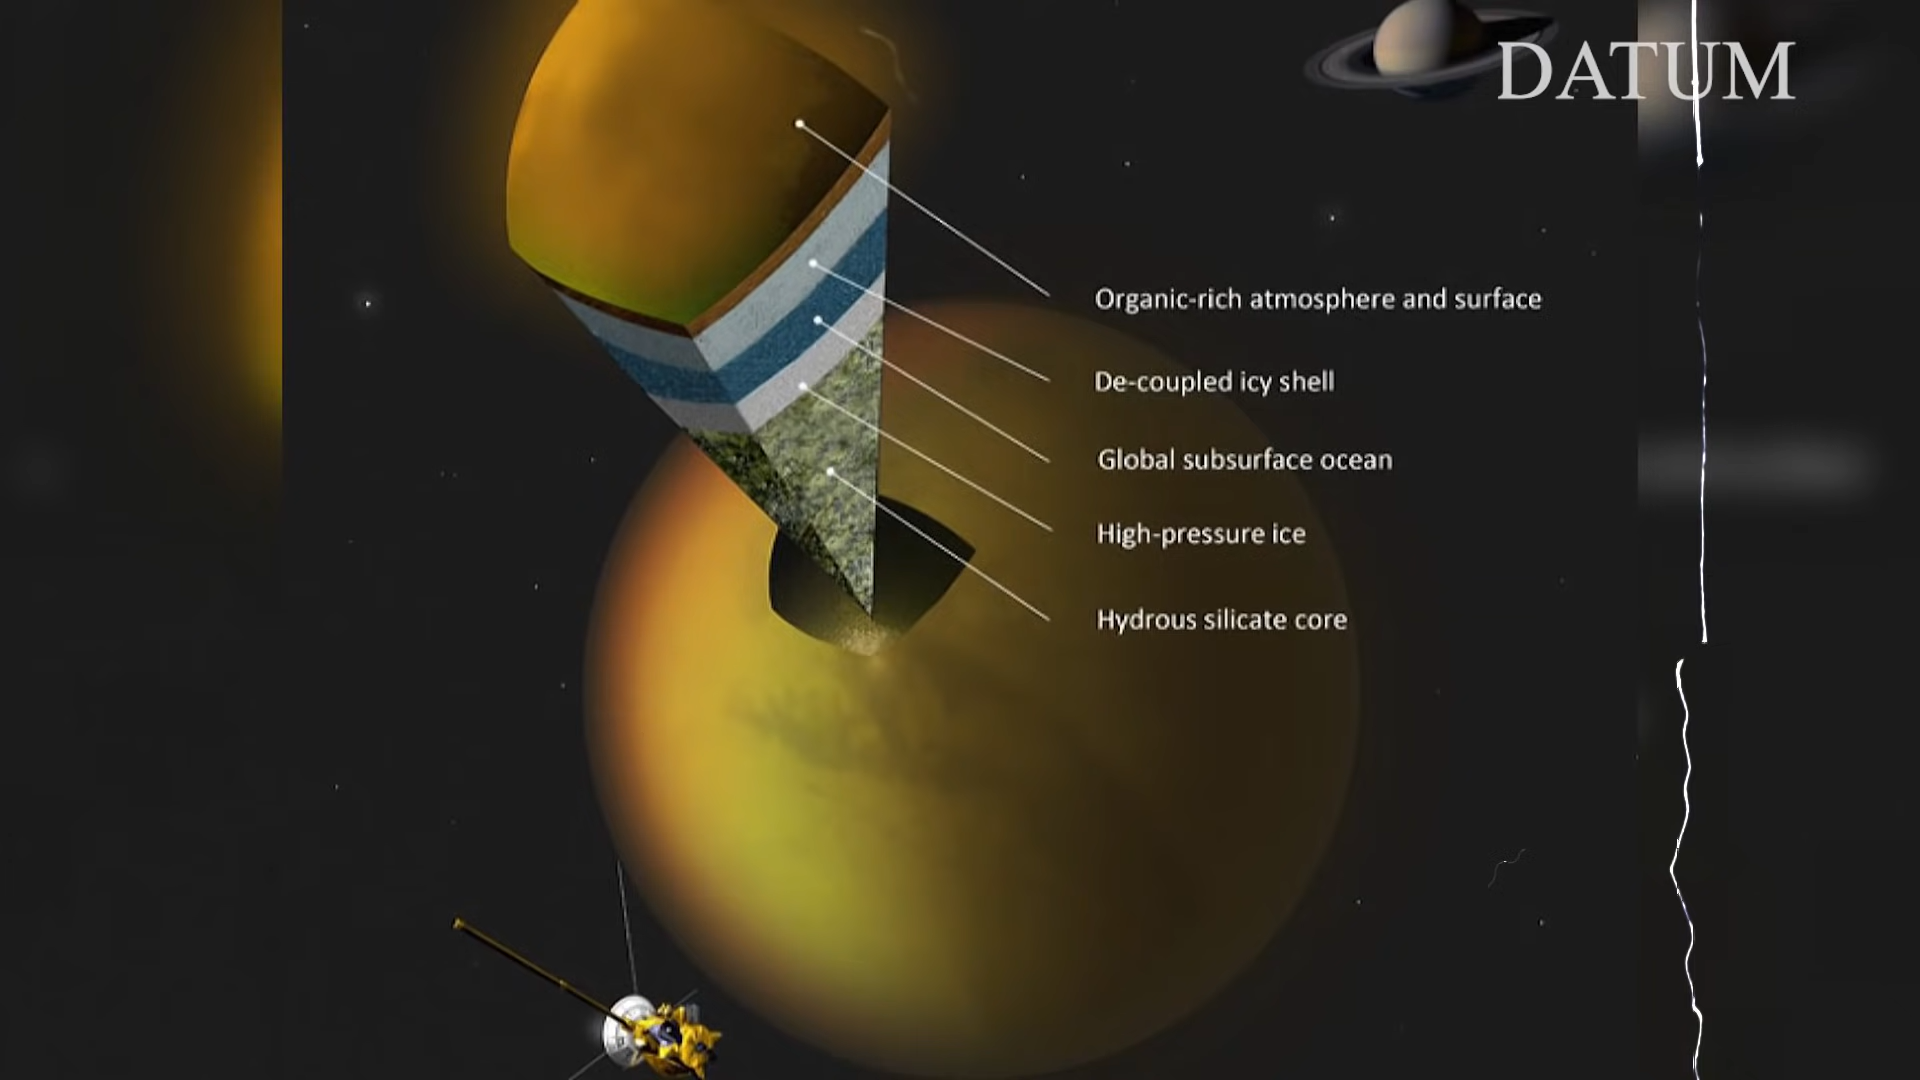 DATUM
Organic-rich atmosphere and surface
De-coupled icy shell
Global subsurface ocean
High-pressure ice
Hydrous silicate core